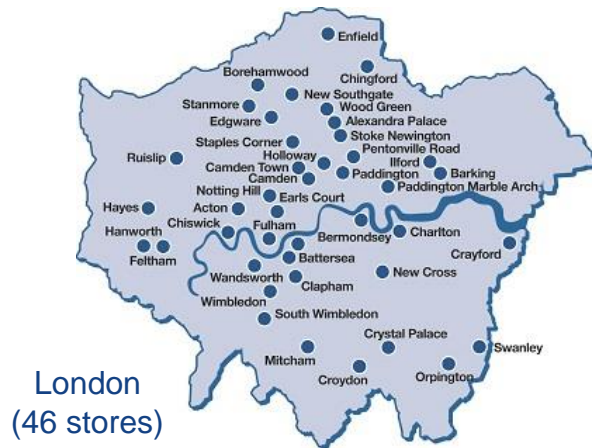 Enfield
Chingford
Borehamwood
New Southgate
Stanmore
Wood Green
Edgware
Alexandra Palace
Stoke Newington
Staples Corner
Pentonville Road
Ruislip
Holloway
Ilford
Camden Town
Paddington
Barking
Camden
Paddington Marble Arch
Notting Hill
Earls Court
Hayes
Acton
Chiswick
Fulham
Bermondsey
Charlton
Hanworth
Crayford
Feltham
Battersea
Wandsworth
New Cross
Clapham
Wimbledon
South Wimbledon
Crystal Palace
Swanley
Mitcham
Croydon
Orpington
London
(46 stores)